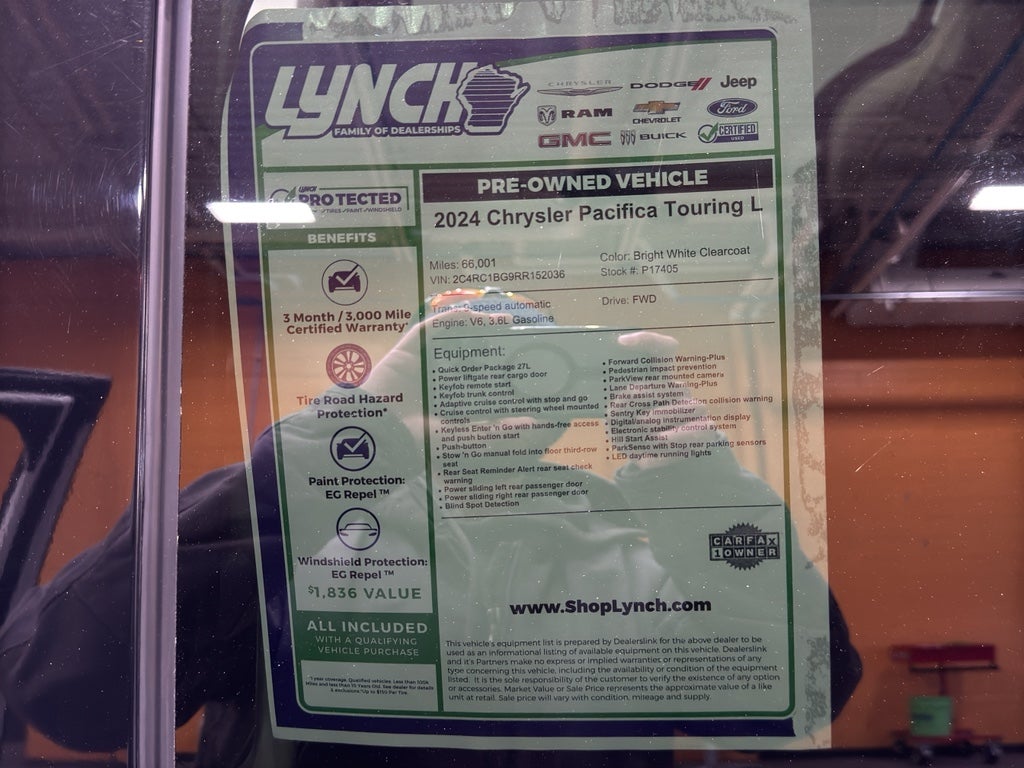 LYNCH
FAMILY OF DEALERSHIPS
CHRYSLER
DODGE
Jeep
RAM
CHEVROLET
Ford
GMC
BUICK
CERTIFIED
USED
LYNCH
PROTECTED
TIRES/PAINT/WINDSHIELD
BENEFITS
3 Month / 3,000 Mile
Certified Warranty*
Tire Road Hazard
Protection*
Paint Protection:
EG Repel ™
Windshield Protection:
EG Repel ™
$1,836 VALUE
ALL INCLUDED
WITH A QUALIFYING
VEHICLE PURCHASE
PRE-OWNED VEHICLE
2024 Chrysler Pacifica Touring L
Miles: 66,001
VIN: 2C4RC1BG9RR152036
Color: Bright White Clearcoat
Stock #: P17405
Trans: 9-speed automatic
Engine: V6, 3.6L Gasoline
Drive: FWD
Equipment:
• Quick Order Package 27L
• Power liftgate rear cargo door
• Keyfob remote start
• Keyfob trunk control
• Adaptive cruise control with stop and go
• Cruise control with steering wheel mounted
controls
• Keyless Enter 'n Go with hands-free access
and push button start
• Push-button
• Stow 'n Go manual fold into floor third-row
seat
• Rear Seat Reminder Alert rear seat check
warning
• Power sliding left rear passenger door
• Power sliding right rear passenger door
• Blind Spot Detection
• Forward Collision Warning-Plus
• Pedestrian impact prevention
• ParkView rear mounted camera
• Lane Departure Warning-Plus
• Brake assist system
• Rear Cross Path Detection collision warning
• Sentry Key immobilizer
• Digital/analog instrumentation display
• Electronic stability control system
• Hill Start Assist
• ParkSense with Stop rear parking sensors
• LED daytime running lights
CARFAX
1 OWNER
www.ShopLynch.com
This vehicle's equipment list is prepared by Dealerslink for the above dealer to be
used as an informational listing of available equipment on this vehicle. Dealerslink
and it's Partners make no express or implied warranties or representations of any
type concerning this vehicle, including the availability or condition of the equipment
listed. It is the sole responsibility of the customer to verify the existence of any option
or accessories. Market Value or Sale Price represents the approximate value of a like
unit at retail. Sale price will vary with condition, mileage and supply.